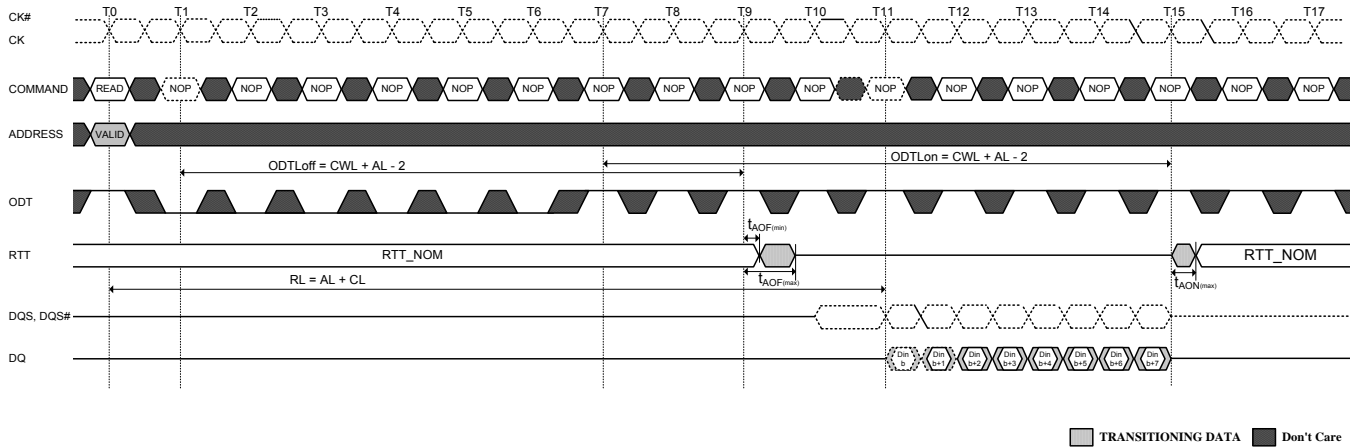 CK#
CK
T0 T1 T2 T3 T4 T5 T6 T7 T8 T9 T10 T11 T12 T13 T14 T15 T16 T17
COMMAND READ NOP NOP NOP NOP NOP NOP NOP NOP NOP NOP NOP NOP NOP NOP NOP NOP NOP
ADDRESS VALID
ODTLoff = CWL + AL - 2
ODTLon = CWL + AL - 2
ODT
tAOF(min)
RTT RTT_NOM RTT_NOM
tAOF(max)
tAON(max)
RL = AL + CL
DQS, DQS#
DQ
Din b
Din b+1
Din b+2
Din b+3
Din b+4
Din b+5
Din b+6
Din b+7
TRANSITIONING DATA Don't Care